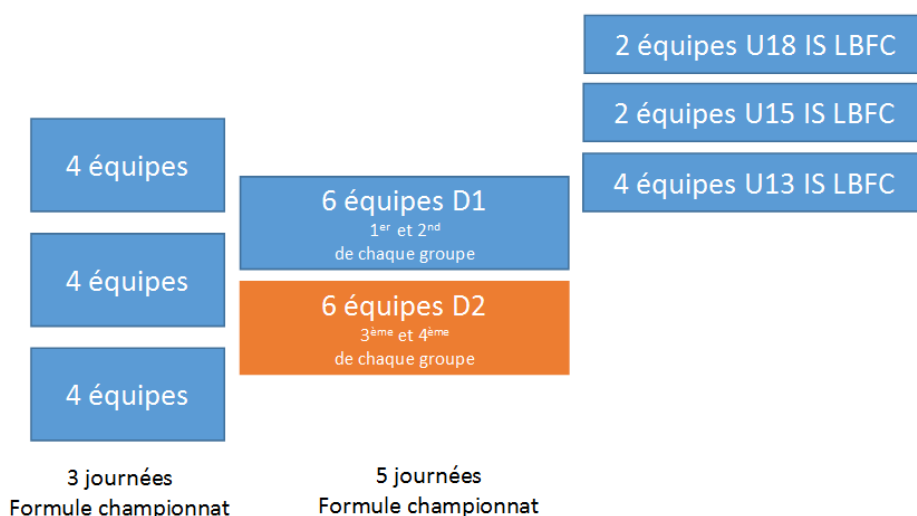 4 équipes
4 équipes
4 équipes
3 journées
Formule championnat
6 équipes D1
1er et 2nd
de chaque groupe
6 équipes D2
3ème et 4ème
de chaque groupe
5 journées
Formule championnat
2 équipes U18 IS LBFC
2 équipes U15 IS LBFC
4 équipes U13 IS LBFC